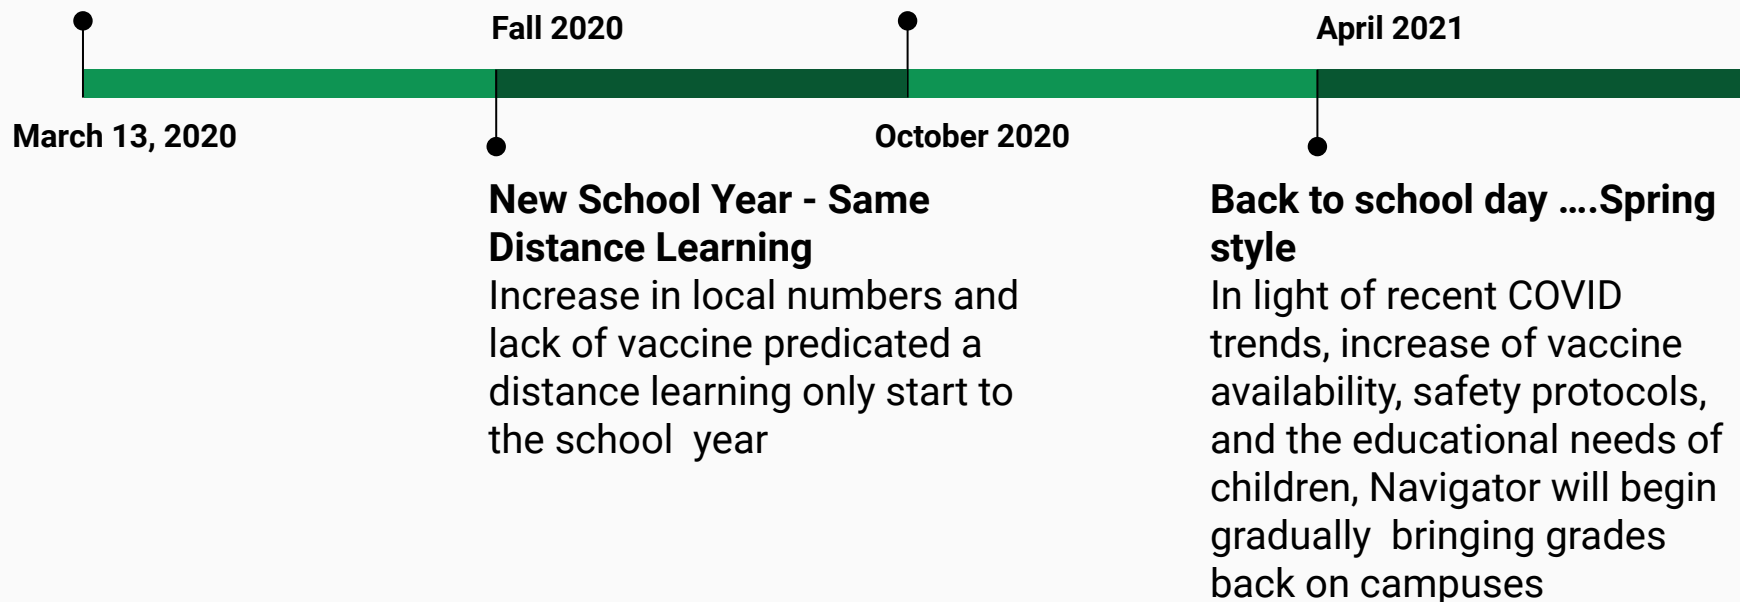 Fall 2020
April 2021
March 13, 2020
October 2020
New School Year - Same
Distance Learning
Increase in local numbers and
lack of vaccine predicated a
distance learning only start to
the school  year
Back to school day ....Spring
style
In light of recent COVID
trends, increase of vaccine
availability, safety protocols,
and the educational needs of
children, Navigator will begin
gradually  bringing grades
back on campuses